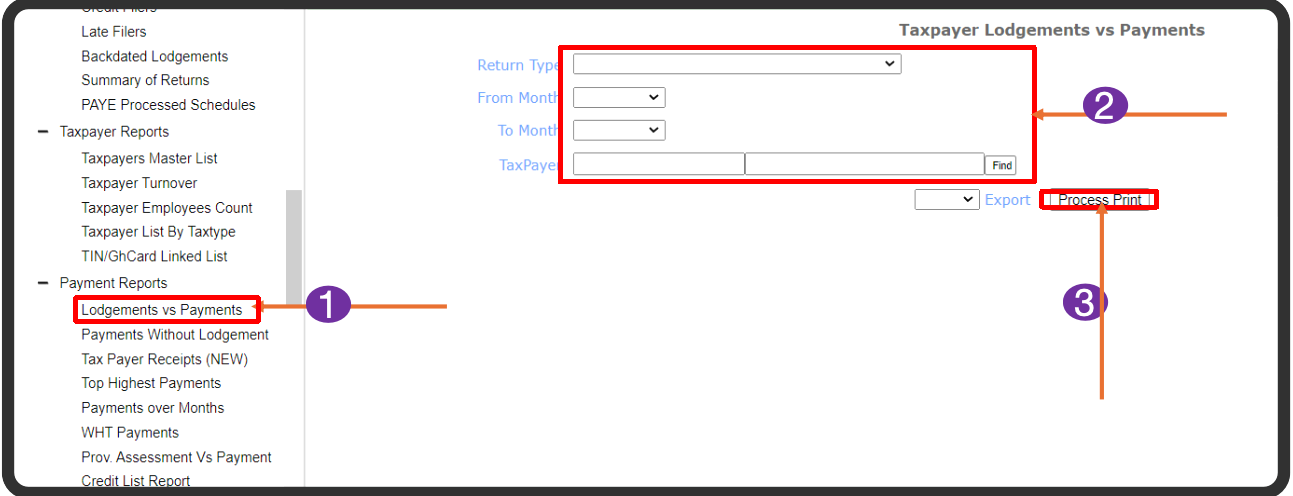 Credit Filers
Late Filers
Backdated Lodgements
Summary of Returns
PAYE Processed Schedules
Taxpayer Reports
Taxpayers Master List
Taxpayer Turnover
Taxpayer Employees Count
Taxpayer List By Taxtype
TIN/GhCard Linked List
Payment Reports
Lodgements vs Payments
Payments Without Lodgement
Tax Payer Receipts (NEW)
Top Highest Payments
Payments over Months
WHT Payments
Prov. Assessment Vs Payment
Credit List Report
1
Taxpayer Lodgements vs Payments
Return Type
From Month
To Month
TaxPayer
Find
2
Export
Process Print
3